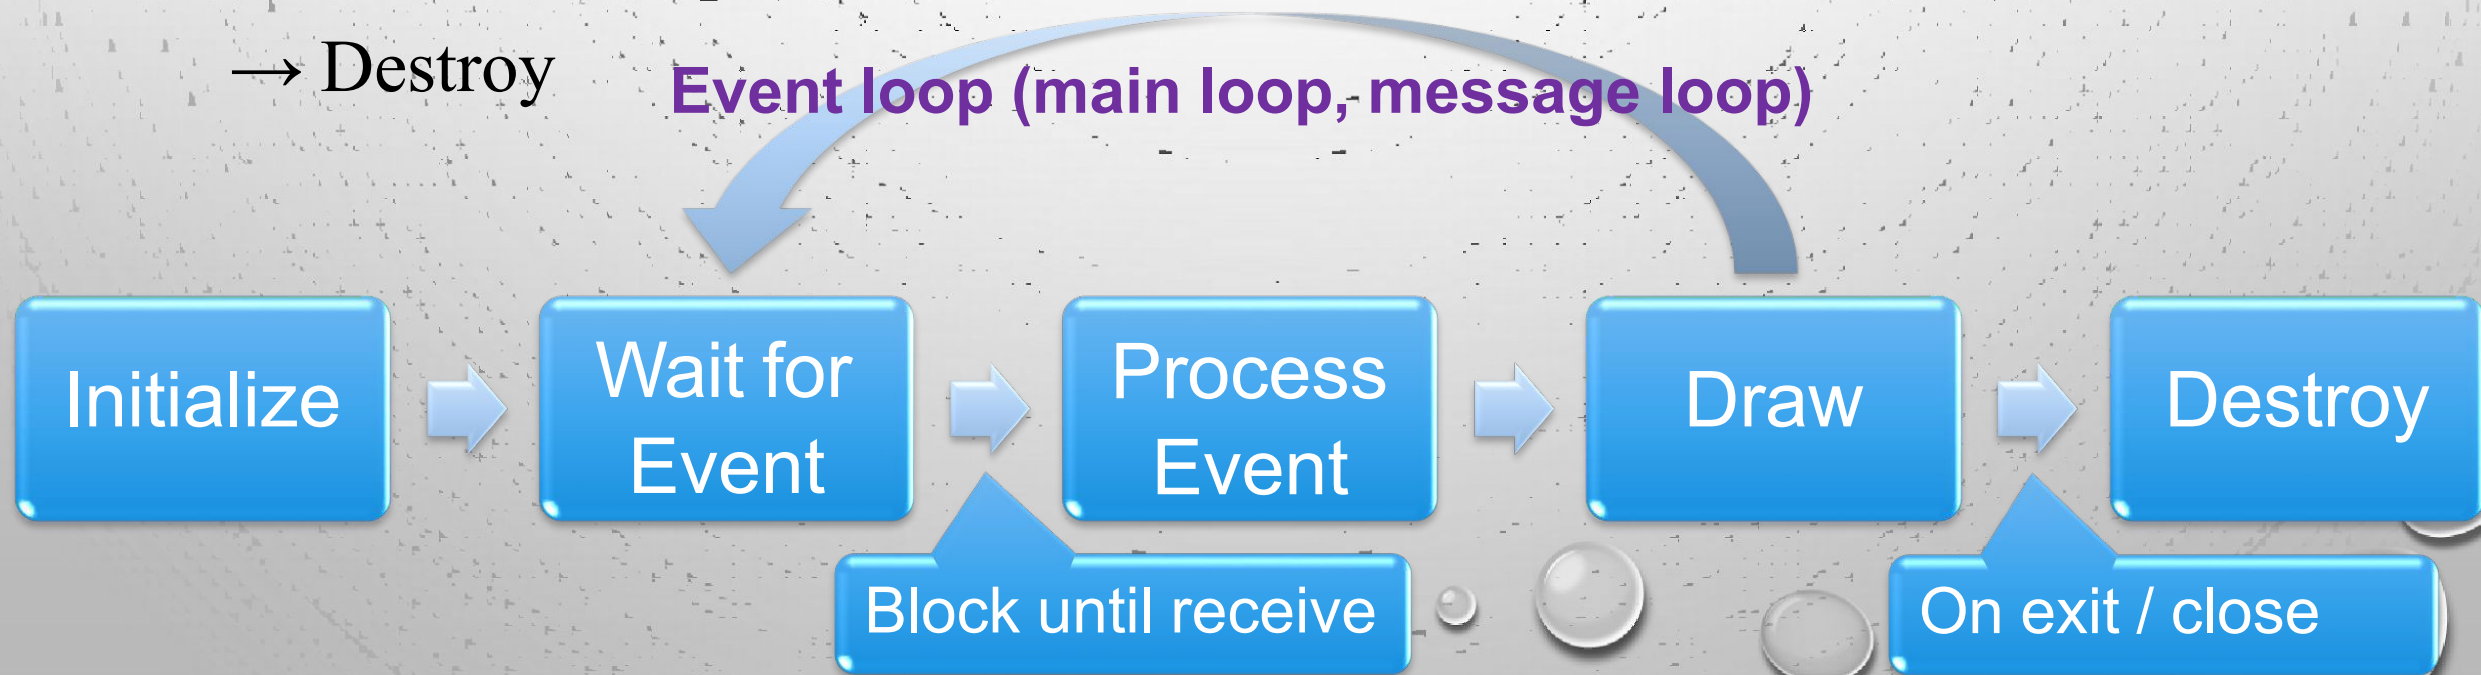 → Destroy
Event loop (main loop, message loop)
Initialize
Wait for
Event
Process
Event
Draw
Destroy
Block until receive
On exit / close